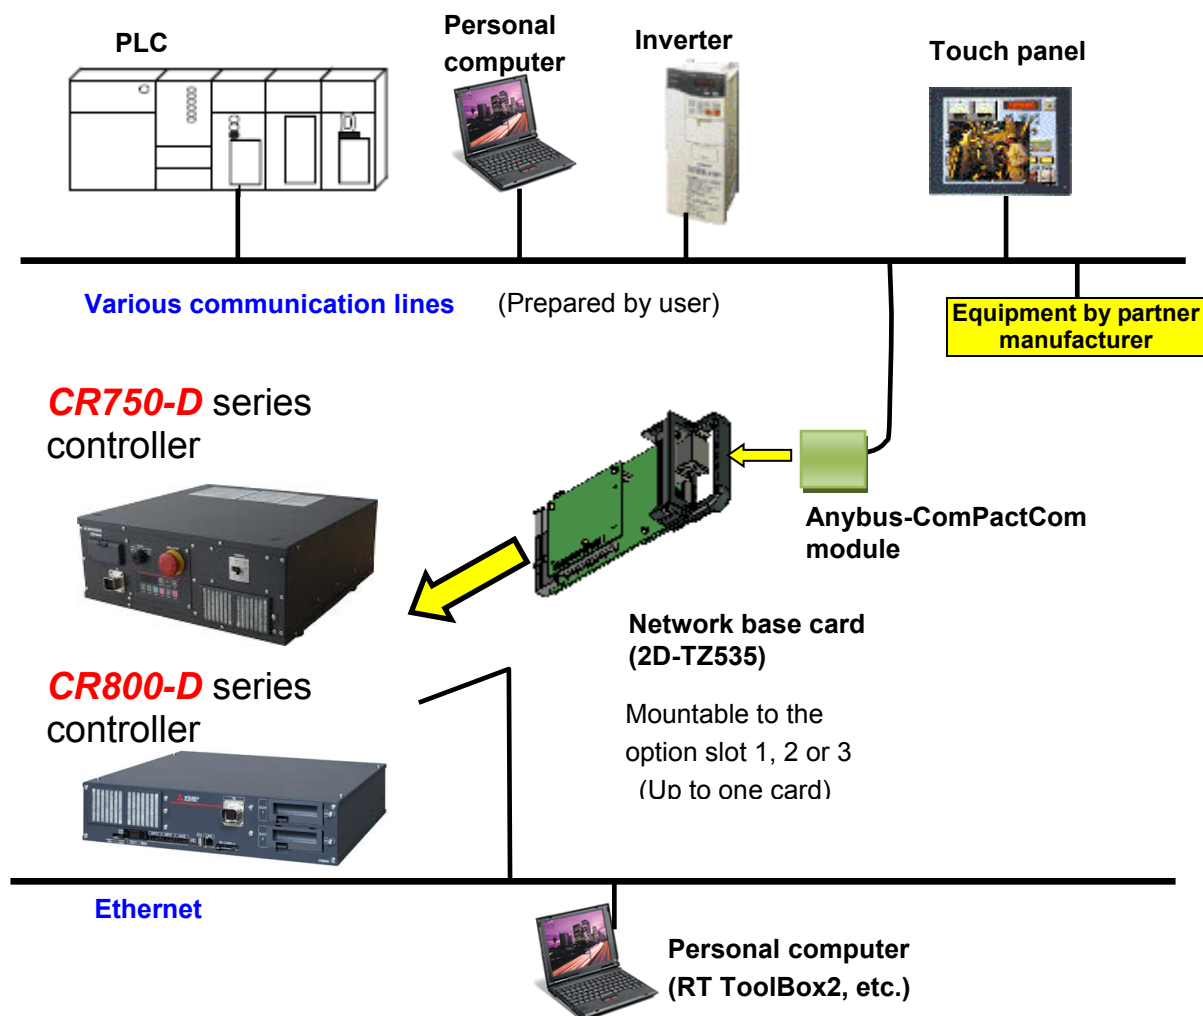 PLC
Personal
computer
Inverter
Touch panel
Various communication lines (Prepared by user)
Equipment by partner
manufacturer
CR750-D series
controller
Anybus-ComPactCom
module
Network base card
(2D-TZ535)
CR800-D series
controller
Mountable to the
option slot 1, 2 or 3
(Up to one card)
Ethernet
Personal computer
(RT ToolBox2, etc.)